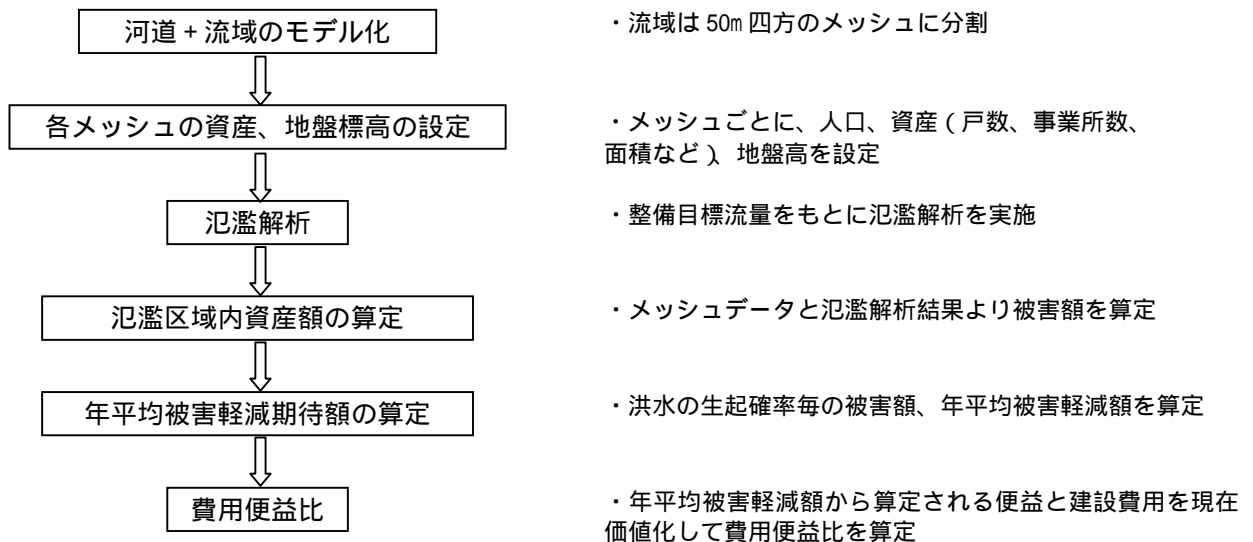 河道＋流域のモデル化
・流域は50m四方のメッシュに分割
各メッシュの資産、地盤標高の設定
・メッシュごとに、人口、資産（戸数、事業所数、
面積など）、地盤高を設定
氾濫解析
・整備目標流量をもとに氾濫解析を実施
氾濫区域内資産額の算定
・メッシュデータと氾濫解析結果より被害額を算定
年平均被害軽減期待額の算定
・洪水の生起確率毎の被害額、年平均被害軽減額を算定
費用便益比
・年平均被害軽減額から算定される便益と建設費用を現在
価値化して費用便益比を算定